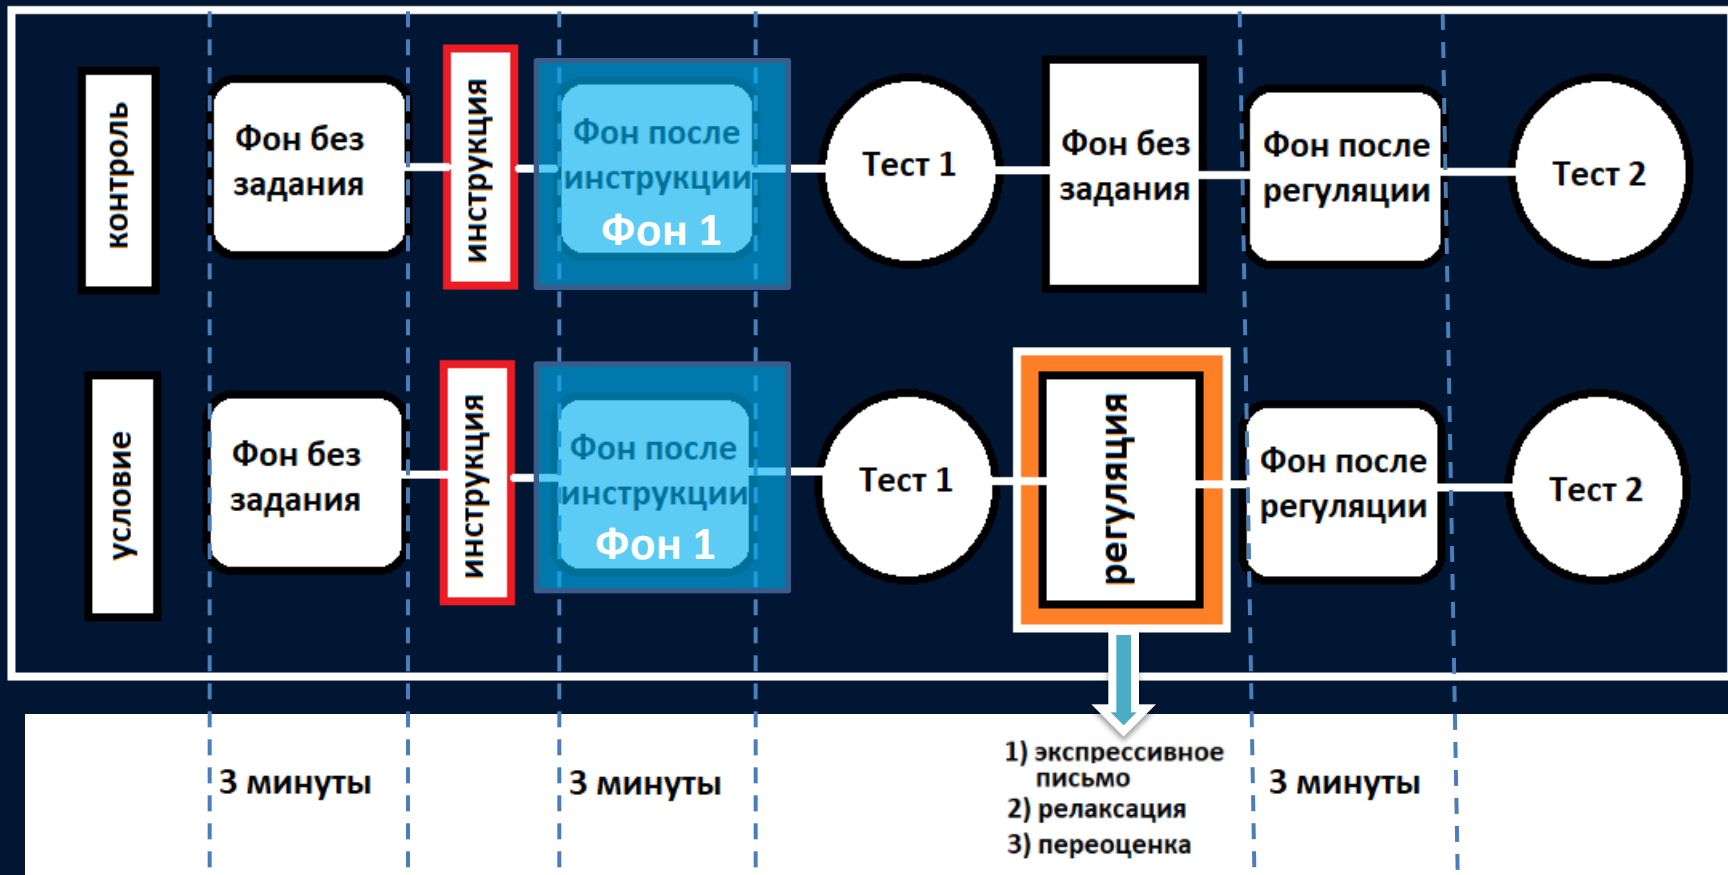 контроль
Фон без
задания
инструкция
Фон после
инструкции
Фон 1
Тест 1
Фон без
задания
Фон после
регуляции
Тест 2
условие
Фон без
задания
инструкция
Фон после
инструкции
Фон 1
Тест 1
регуляция
Фон после
регуляции
Тест 2
3 минуты
3 минуты
1) экспрессивное
письмо
2) релаксация
3) переоценка
3 минуты